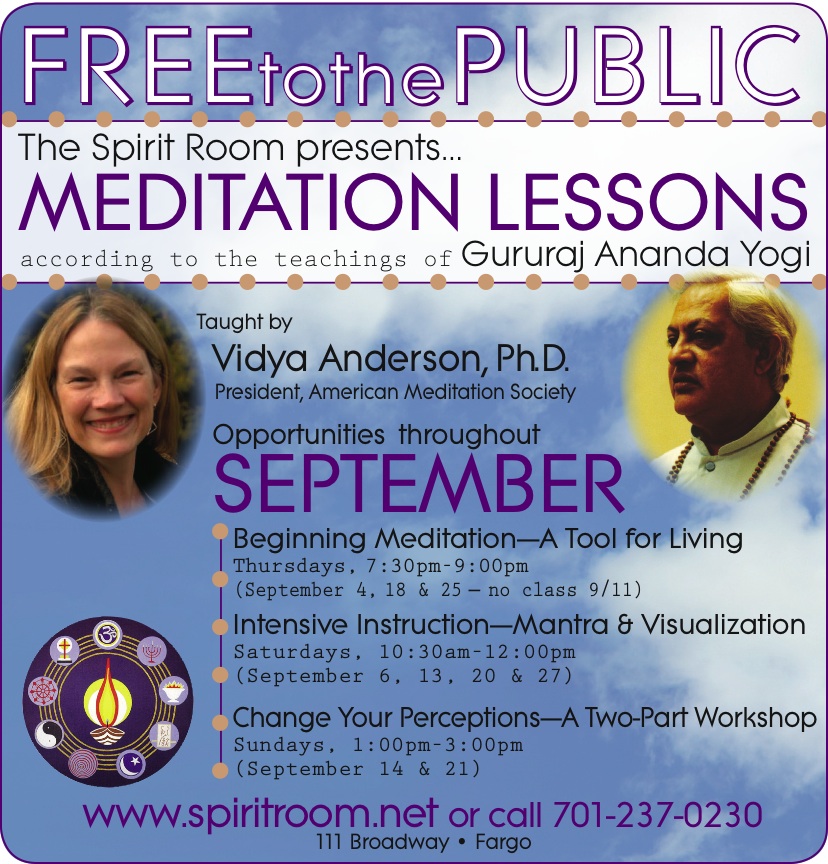 FREEtothePUBLIC
The Spirit Room presents...
MEDITATION LESSONS
according to the teachings of Gururaj Ananda Yogi
Taught by
Vidya Anderson, Ph.D.
President, American Meditation Society
Opportunities throughout
SEPTEMBER
Beginning Meditation—A Tool for Living
Thursdays, 7:30pm-9:00pm
(September 4, 18 & 25 — no class 9/11)
Intensive Instruction—Mantra & Visualization
Saturdays, 10:30am-12:00pm
(September 6, 13, 20 & 27)
Change Your Perceptions—A Two-Part Workshop
Sundays, 1:00pm-3:00pm
(September 14 & 21)
www.spiritroom.net or call 701-237-0230
111 Broadway • Fargo